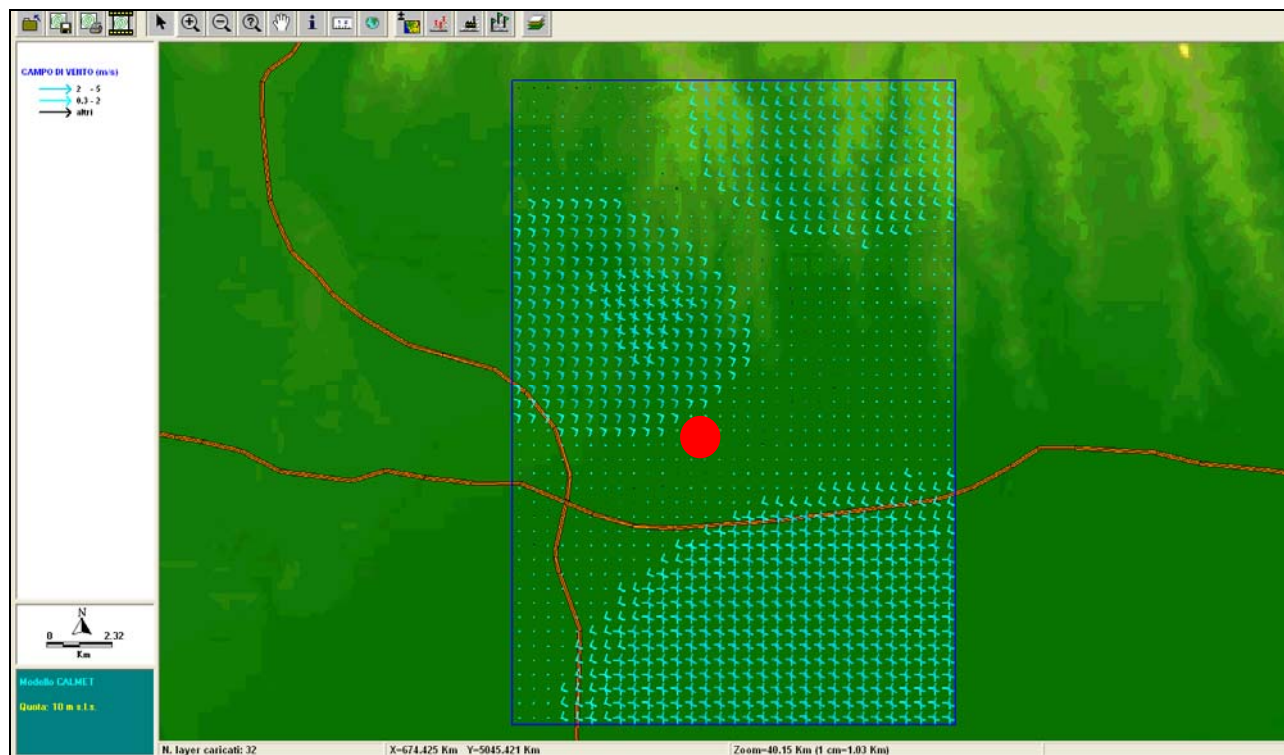 CAMPO DI VENTO (m/s)
2 - 5
0.3 - 2
altri
N
0 2.32
Km
Modello CALMET
Quota: 10 m s.l.s.
N. layer caricati: 32 X=674.425 Km Y=5045.421 Km Zoom=40.15 Km (1 cm=1.03 Km)